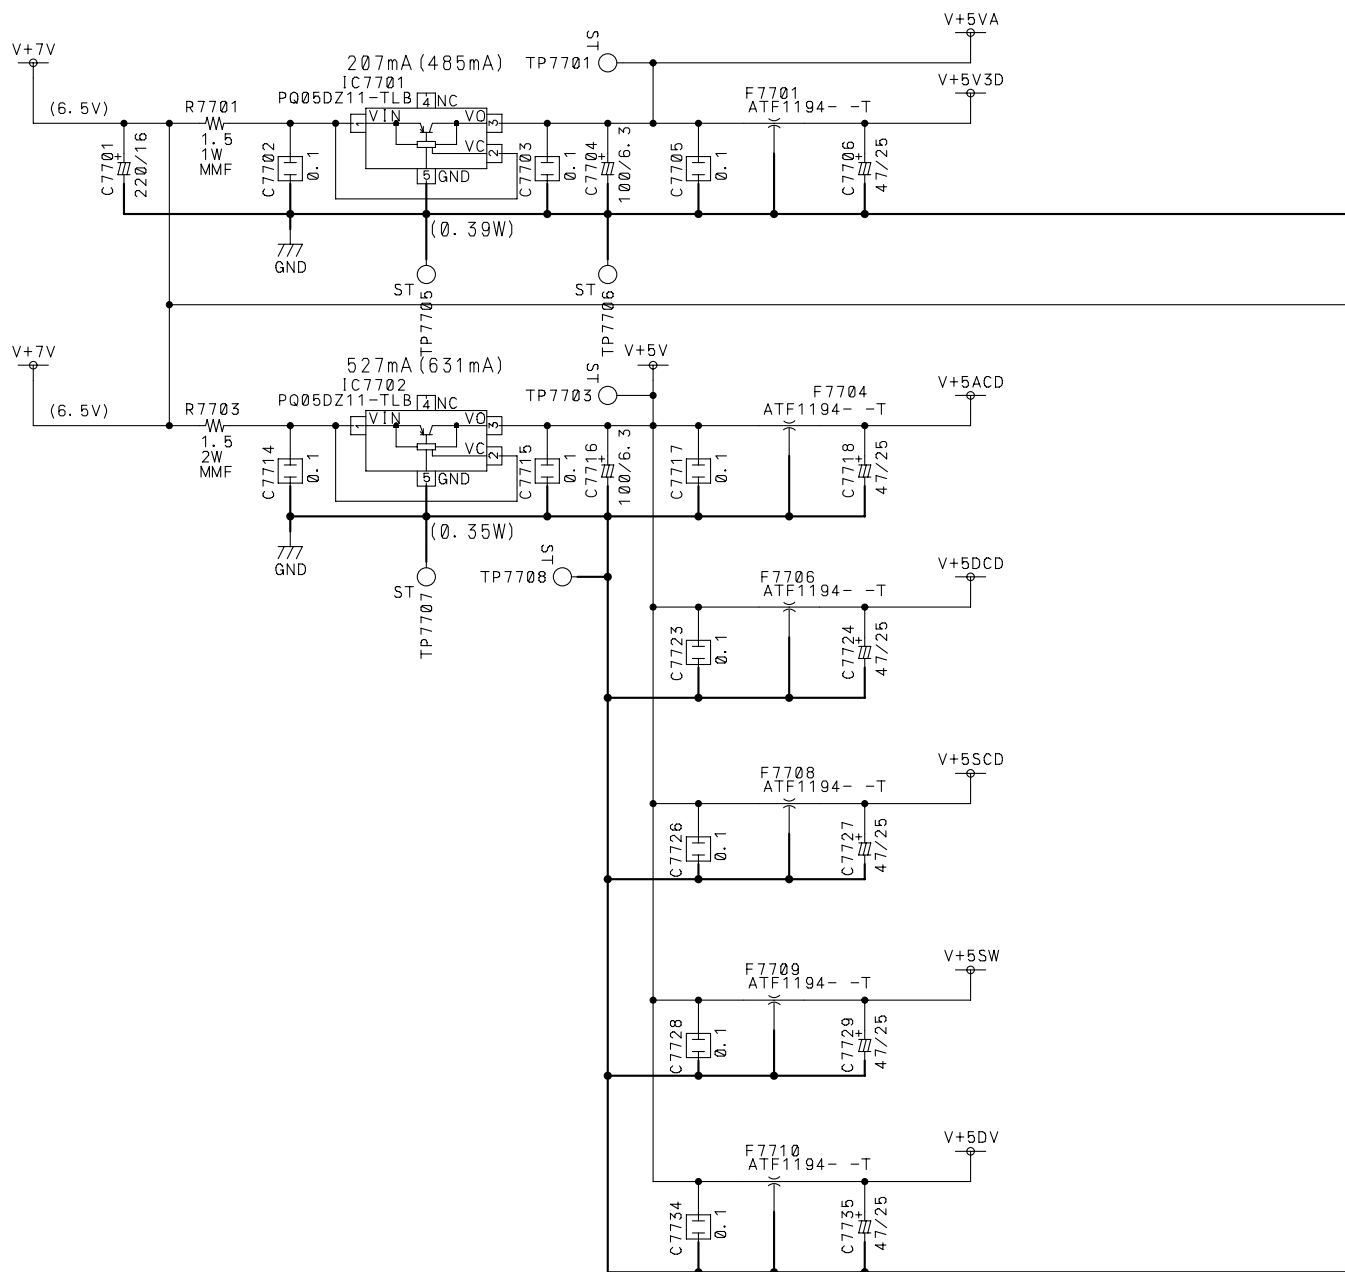 V+7V
(6.5V)
C7701
220/16
R7701
1.5
1W
MMF
C7702
0.1
GND
207mA(485mA)
IC7701
PQ05DZ11-TLB
4 NC
VIN
VO
1
3
VC
2
5 GND
(0.39W)
ST
TP7705
C7703
0.1
C7704
100/6.3
ST
TP7706
ST
TP7701
C7705
0.1
F7701
ATF1194- -T
C7706
47/25
V+5VA
V+5V3D
V+7V
(6.5V)
R7703
1.5
2W
MMF
C7714
0.1
GND
527mA(631mA)
IC7702
PQ05DZ11-TLB
4 NC
VIN
VO
1
3
VC
2
5 GND
(0.35W)
ST
TP7707
C7715
0.1
C7716
100/6.3
ST
TP7703
V+5V
C7717
0.1
F7704
ATF1194- -T
C7718
47/25
V+5ACD
ST
TP7708
C7723
0.1
F7706
ATF1194- -T
C7724
47/25
V+5DCD
C7726
0.1
F7708
ATF1194- -T
C7727
47/25
V+5SCD
C7728
0.1
F7709
ATF1194- -T
C7729
47/25
V+5SW
C7734
0.1
F7710
ATF1194- -T
C7735
47/25
V+5DV